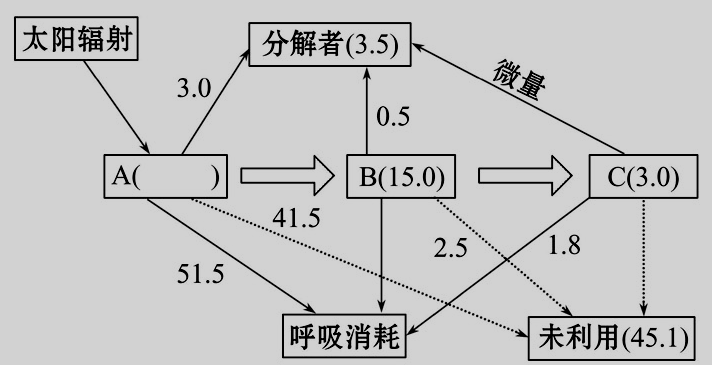 太阳辐射
分解者(3.5)
3.0
微量
0.5
A( )
B(15.0)
C(3.0)
41.5
2.5
1.8
51.5
呼吸消耗
未利用(45.1)